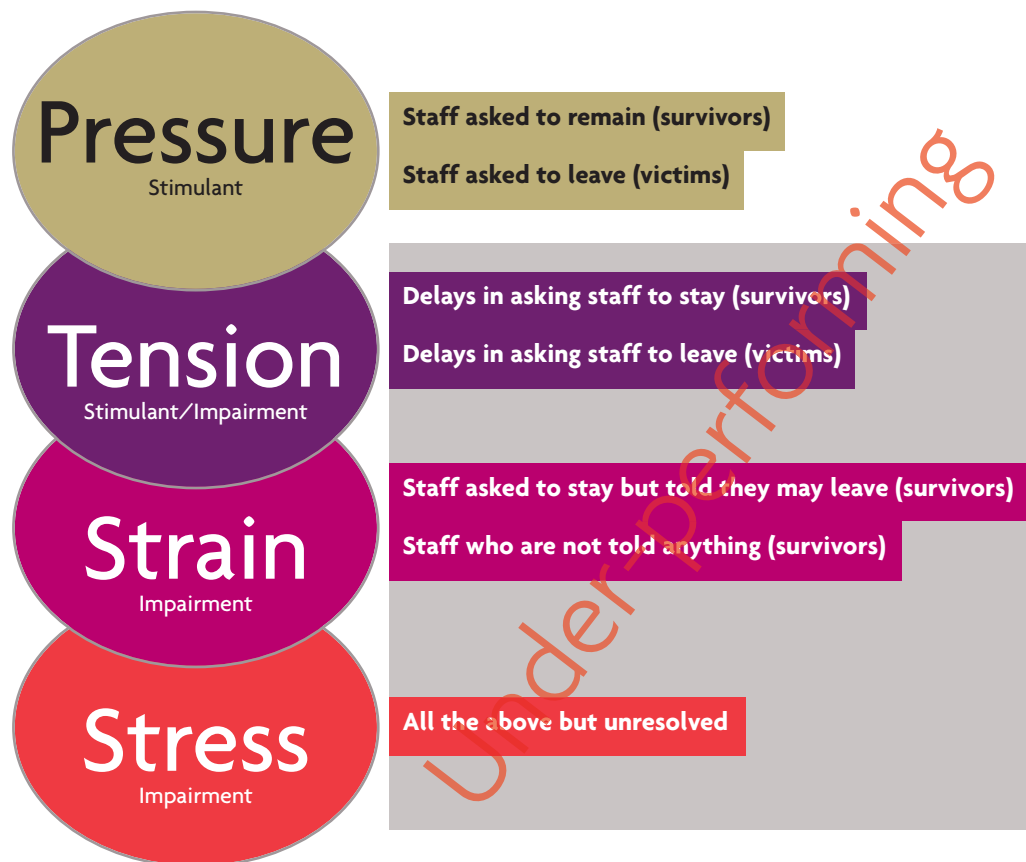 Pressure
Stimulant
Staff asked to remain (survivors)
Staff asked to leave (victims)
Tension
Stimulant/Impairment
Delays in asking staff to stay (survivors)
Delays in asking staff to leave (victims)
Strain
Impairment
Staff asked to stay but told they may leave (survivors)
Staff who are not told anything (survivors)
Stress
Impairment
All the above but unresolved
Under-performing